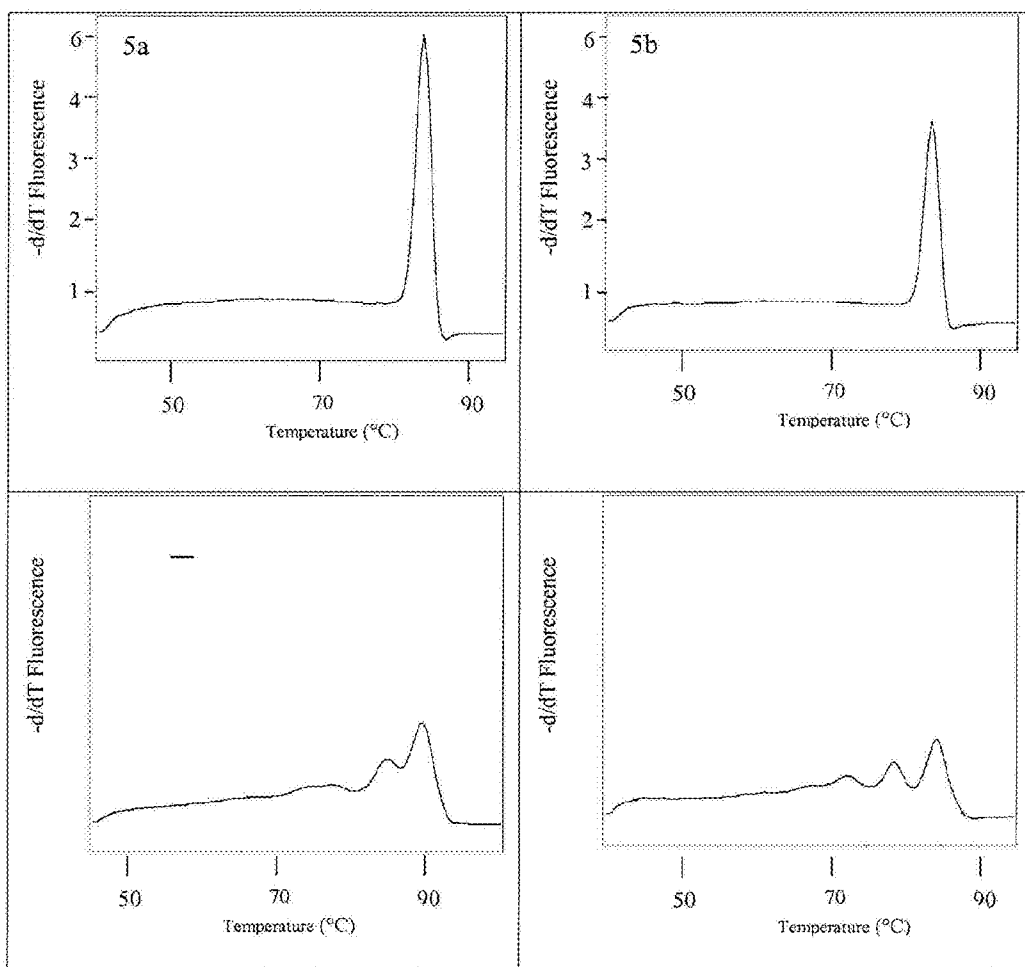 5a
-d/dT Fluorescence
6
4
3
2
1
50 70 90
Temperature (°C)
5b
-d/dT Fluorescence
6
4
3
2
1
50 70 90
Temperature (°C)
-d/dT Fluorescence
50 70 90
Temperature (°C)
-d/dT Fluorescence
50 70 90
Temperature (°C)